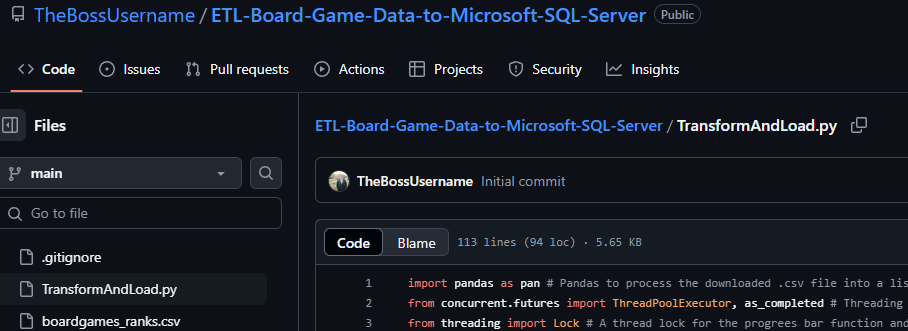 TheBossUsername / ETL-Board-Game-Data-to-Microsoft-SQL-Server Public
Code Issues Pull requests Actions Projects Security Insights
Files
main
Go to file
.gitignore
TransformAndLoad.py
boardgames_ranks.csv
ETL-Board-Game-Data-to-Microsoft-SQL-Server / TransformAndLoad.py
TheBossUsername Initial commit
Code Blame 113 lines (94 loc) · 5.65 KB
1 import pandas as pan # Pandas to process the downloaded .csv file into a lis
2 from concurrent.futures import ThreadPoolExecutor, as_completed # Threading
3 from threading import Lock # A thread lock for the progrees bar function and